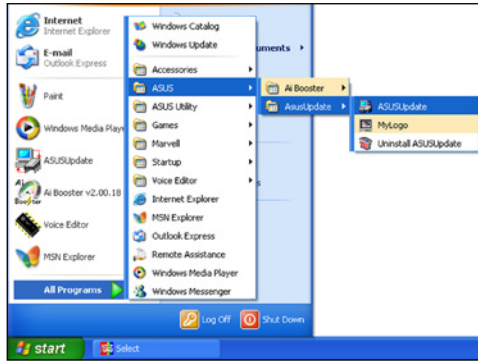 Internet
Internet Explorer
E-mail
Outlook Express
Paint
Windows Media
ASUSUpdate
Ai Booster v2.00.18
Voice Editor
MSN Explorer
All Programs
Windows Catalog
Windows Update
Accessories
ASUS
ASUS Utility
Games
Marvell
Startup
Voice Editor
Internet Explorer
MSN Explorer
Outlook Express
Remote Assistance
Windows Media Player
Windows Messenger
Ai Booster
AsusUpdate
ASUSUpdate
MyLogo
Uninstall ASUSUpdate
Log Off
Shut Down
start
Select